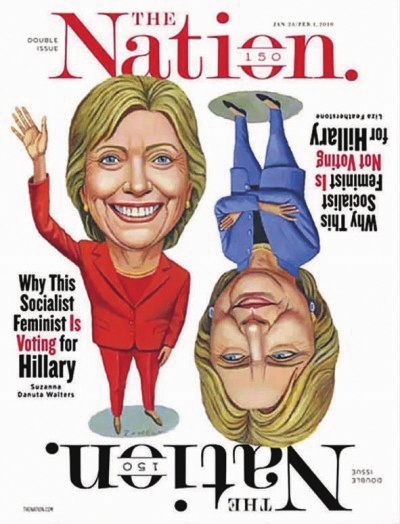 THE
Nation.
DOUBLE
ISSUE
JAN. 25/FEB. 1, 2016
150
Why This
Socialist
Feminist Is
Voting for
Hillary
Suzanna
Danuta Walters
Why This
Socialist
Feminist Is
Not Voting
for Hillary
Liza Featherstone
THE
Nation.
150
DOUBLE
ISSUE
THENATION.COM